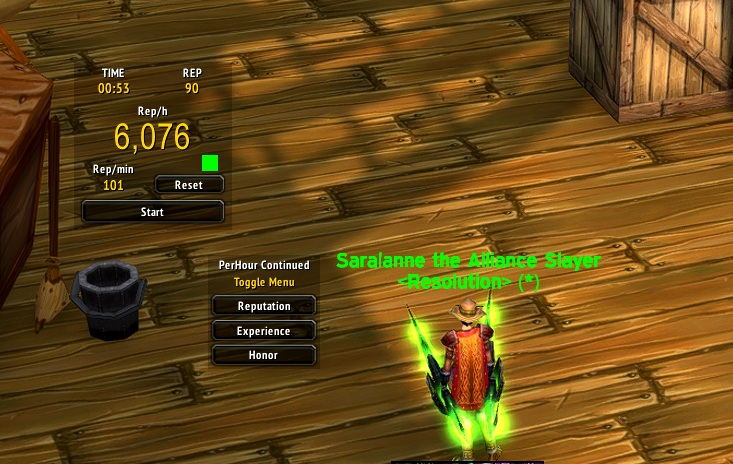 TIME REP
00:53 90
Rep/h
6,076
Rep/min
101 Reset
Start
PerHour Continued
Toggle Menu
Reputation
Experience
Honor
Saralanne the Alliance Slayer
<Resolution> (*)